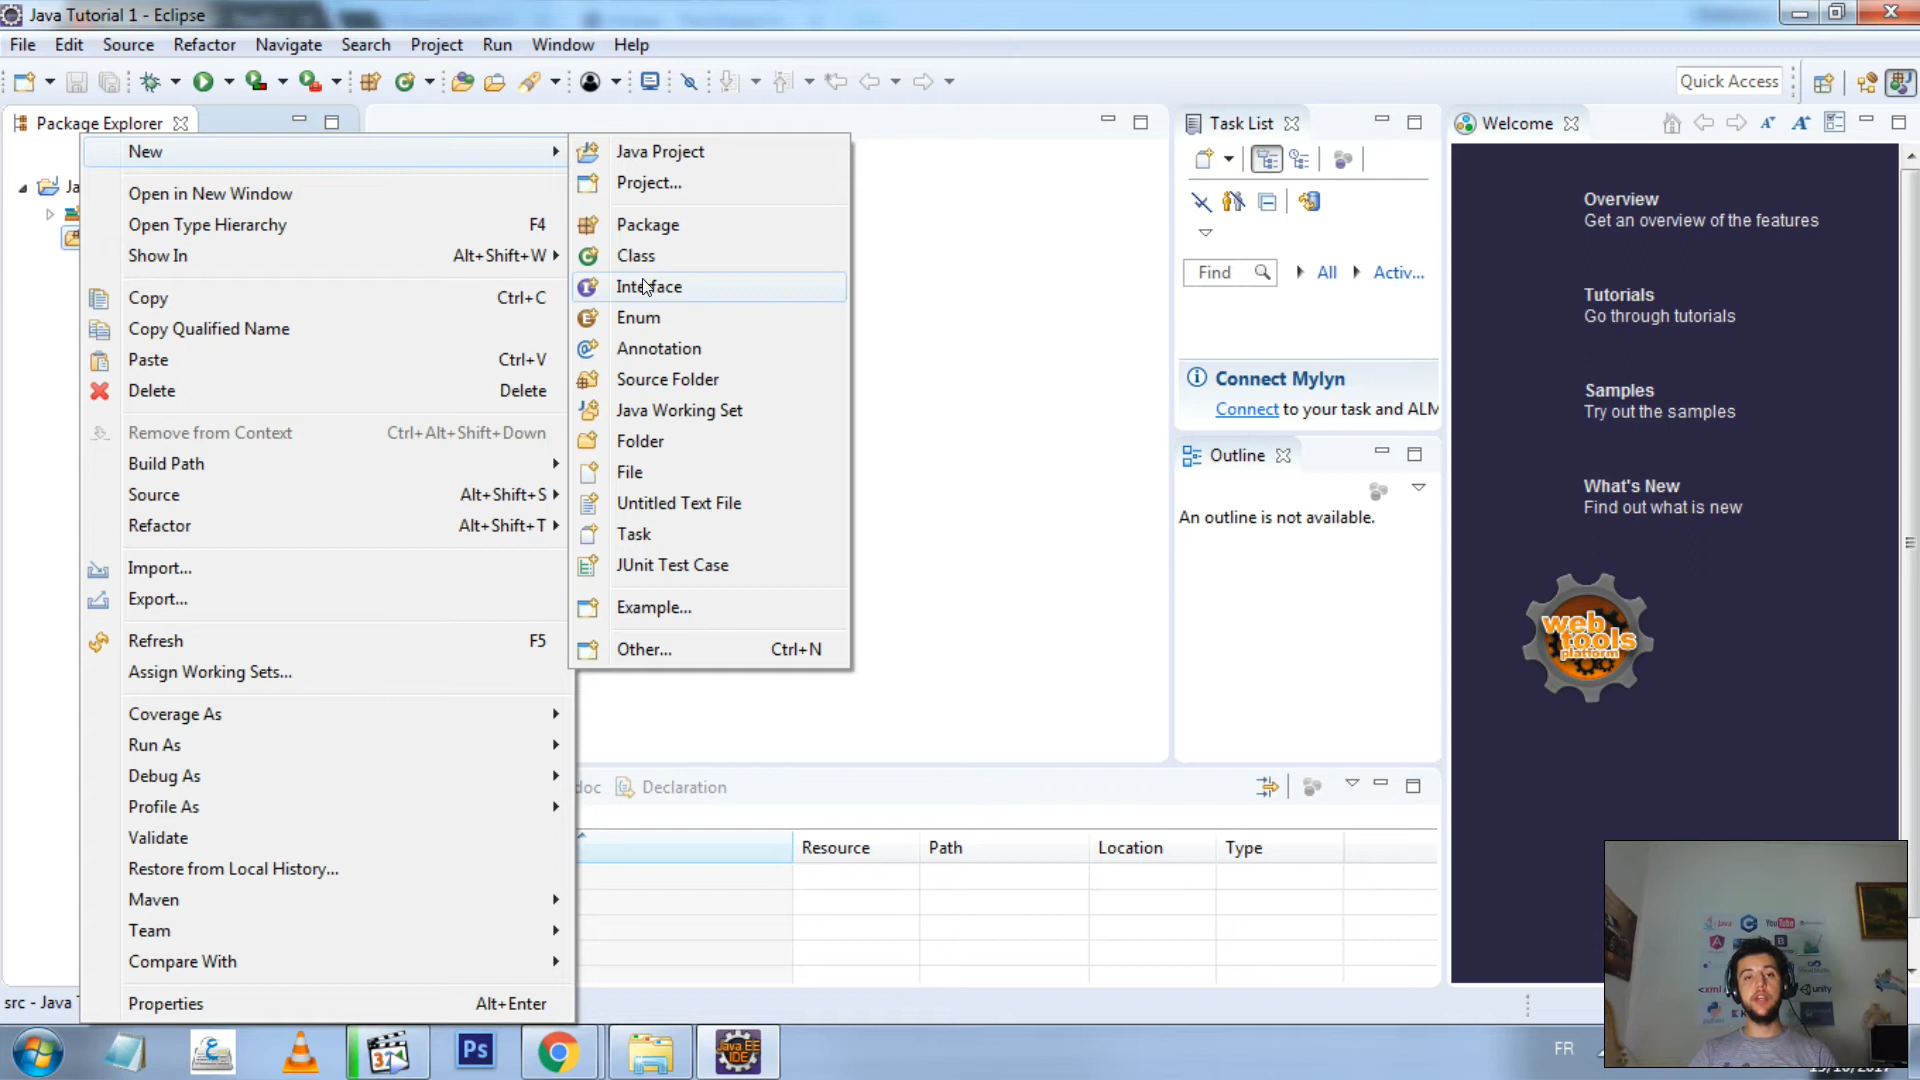 Java Tutorial 1 - Eclipse
File Edit Source Refactor Navigate Search Project Run Window Help
Quick Access
Package Explorer
Task List
Welcome
New
Open in New Window
Open Type Hierarchy F4
Show In Alt+Shift+W
Copy Ctrl+C
Copy Qualified Name
Paste Ctrl+V
Delete Delete
Remove from Context Ctrl+Alt+Shift+Down
Build Path
Source Alt+Shift+S
Refactor Alt+Shift+T
Import...
Export...
Refresh F5
Assign Working Sets...
Coverage As
Run As
Debug As
Profile As
Validate
Restore from Local History...
Maven
Team
Compare With
Properties Alt+Enter
Java Project
Project...
Package
Class
Interface
Enum
Annotation
Source Folder
Java Working Set
Folder
File
Untitled Text File
Task
JUnit Test Case
Example...
Other... Ctrl+N
Find All Activ...
Connect Mylyn
Connect to your task and ALM
Outline
An outline is not available.
Overview
Get an overview of the features
Tutorials
Go through tutorials
Samples
Try out the samples
What's New
Find out what is new
web
tools
platform
doc Declaration
Resource Path Location Type
src - Java
Ps
Java EE
IDE
FR
YouTube
unity